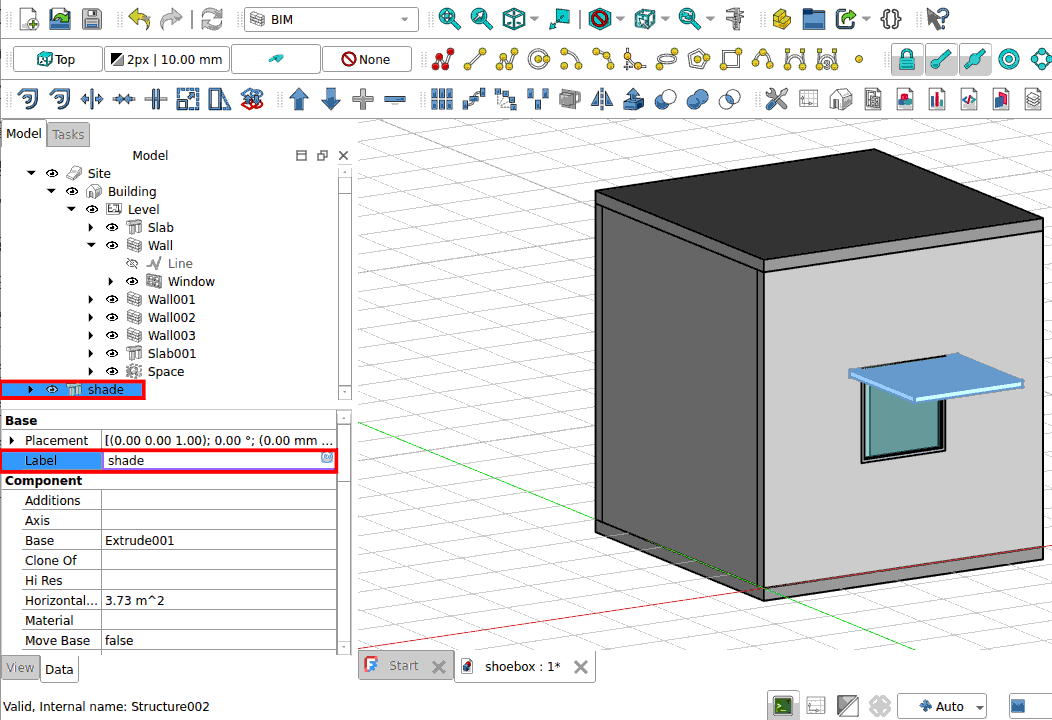 BIM
Top
2px | 10.00 mm
None
Model
Tasks
Model
Site
Building
Level
Slab
Wall
Line
Window
Wall001
Wall002
Wall003
Slab001
Space
shade
Base
Placement [(0.00 0.00 1.00); 0.00 °; (0.00 mm ...
Label shade
Component
Additions
Axis
Base Extrude001
Clone Of
Hi Res
Horizontal... 3.73 m^2
Material
Move Base false
View
Data
Start
shoebox : 1*
Valid, Internal name: Structure002
Auto